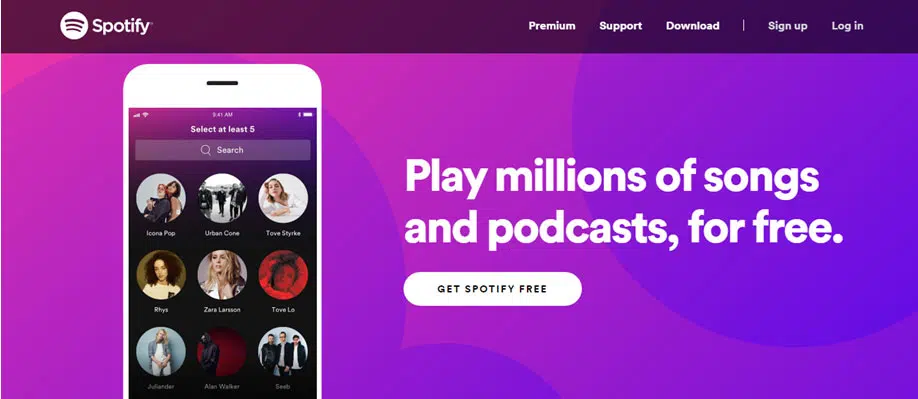 Spotify
Premium Support Download Sign up Log in
9:41 AM
Select at least 5
Search
Icona Pop Urban Cone Tove Styrke
Rhys Zara Larsson Tove Lo
Juliander Alan Walker Seeb
Play millions of songs
and podcasts, for free.
GET SPOTIFY FREE